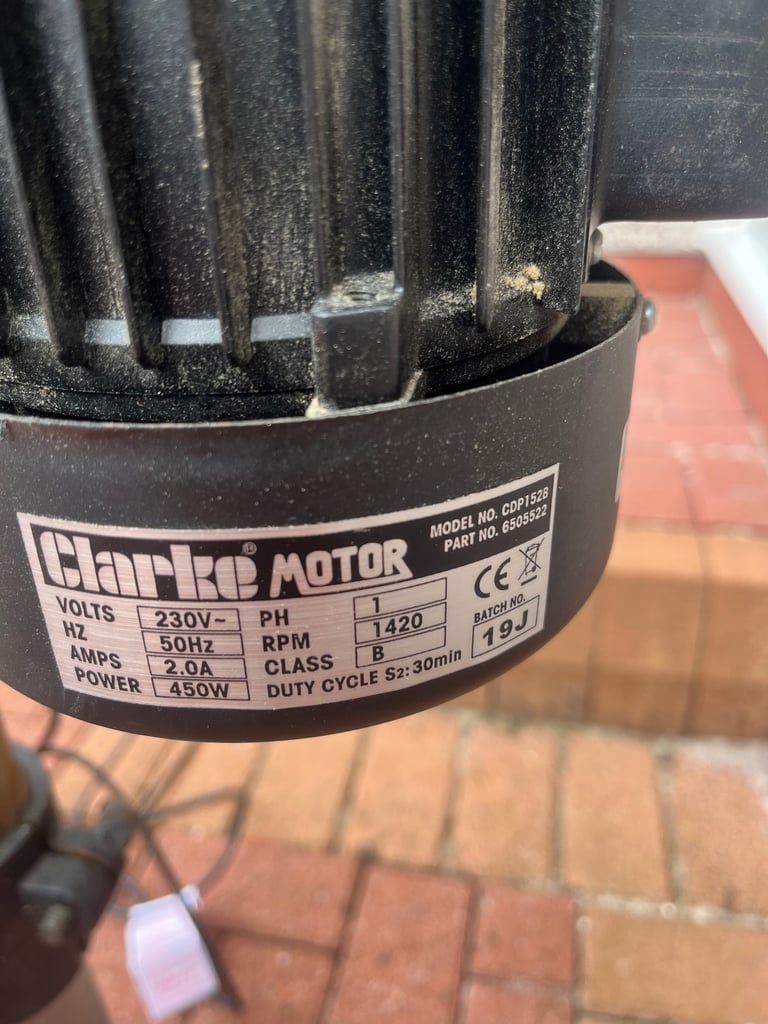 Clarke® MOTOR
MODEL NO. CDP152B
PART NO. 6505522
VOLTS 230V~ PH 1
HZ 50Hz RPM 1420
AMPS 2.0A CLASS B
POWER 450W DUTY CYCLE S2: 30min
CE
BATCH NO.
19J